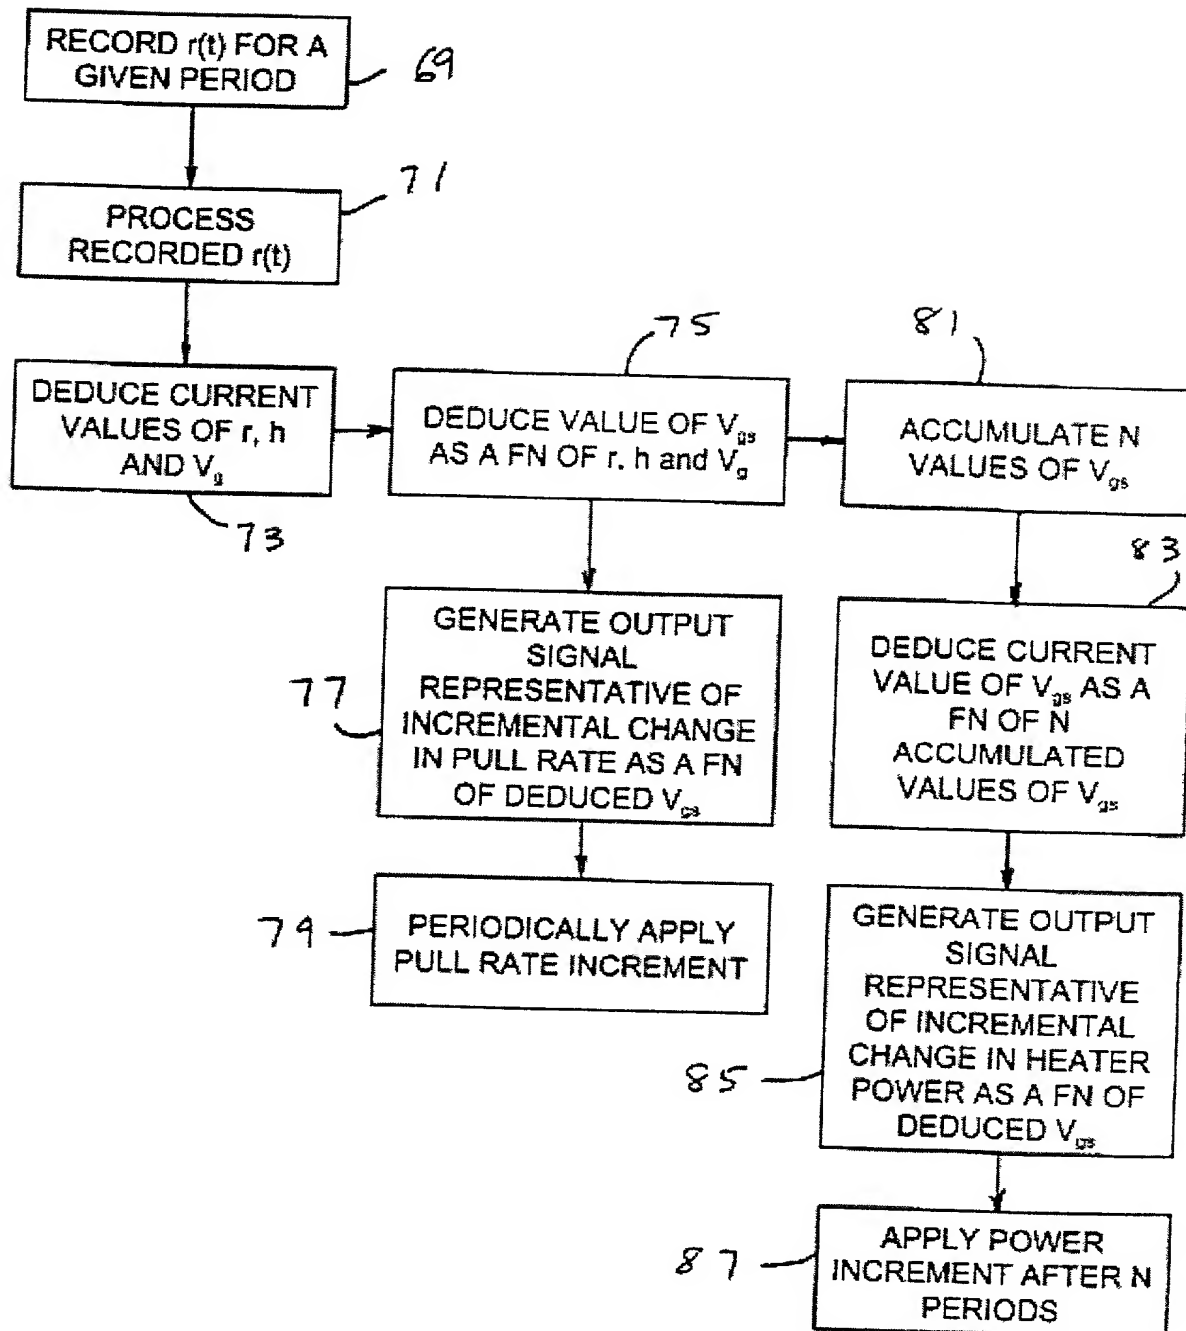 RECORD r(t) FOR A
GIVEN PERIOD
69
PROCESS
RECORDED r(t)
71
DEDUCE CURRENT
VALUES OF r, h
AND Vg
73
DEDUCE VALUE OF Vgs
AS A FN OF r. h and Vg
75
ACCUMULATE N
VALUES OF Vgs
81
GENERATE OUTPUT
SIGNAL
REPRESENTATIVE OF
INCREMENTAL CHANGE
IN PULL RATE AS A FN
OF DEDUCED Vgs
77
PERIODICALLY APPLY
PULL RATE INCREMENT
79
DEDUCE CURRENT
VALUE OF Vgs AS A
FN OF N
ACCUMULATED
VALUES OF Vgs
83
GENERATE OUTPUT
SIGNAL
REPRESENTATIVE
OF INCREMENTAL
CHANGE IN HEATER
POWER AS A FN OF
DEDUCED Vgs
85
APPLY POWER
INCREMENT AFTER N
PERIODS
87